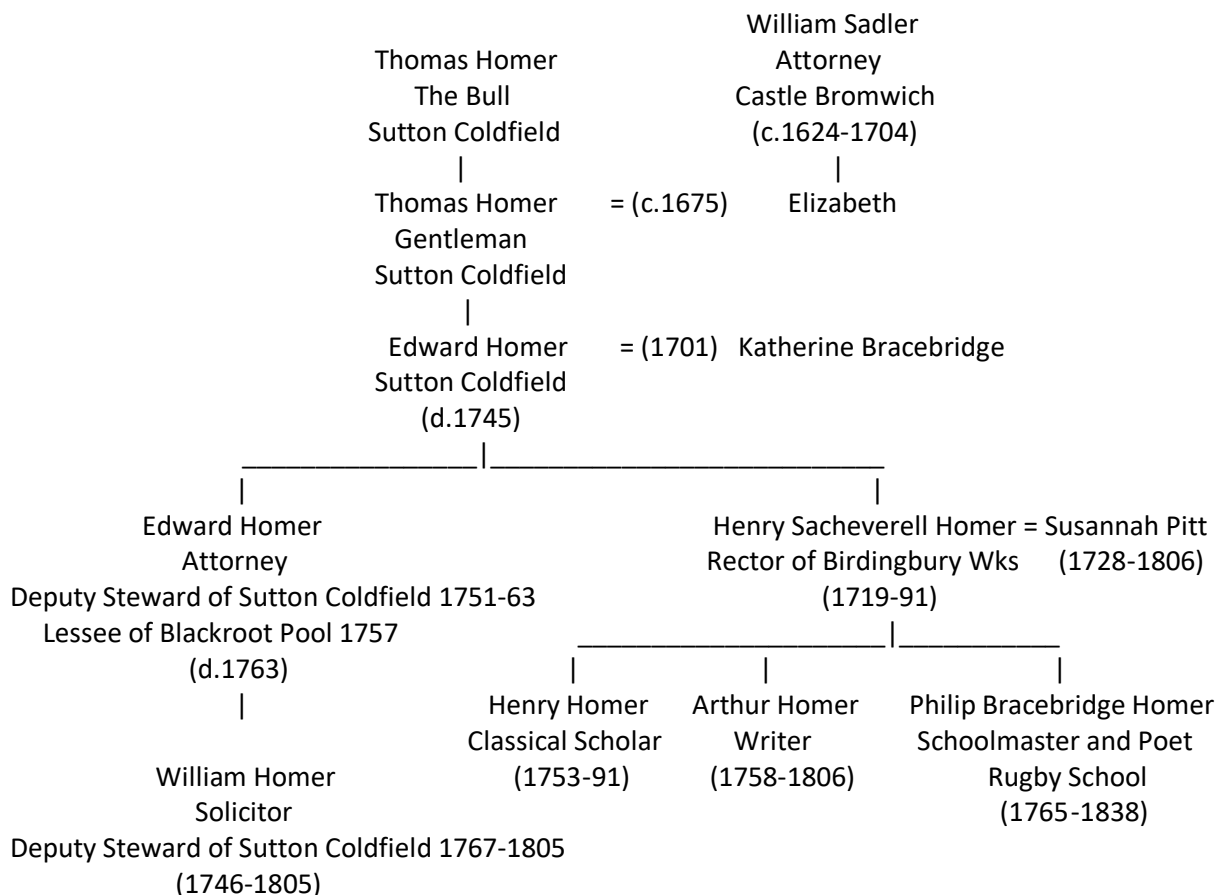 William Sadler
Thomas Homer Attorney
The Bull Castle Bromwich
Sutton Coldfield (c.1624-1704)
| |
Thomas Homer = (c.1675) Elizabeth
Gentleman
Sutton Coldfield
|
Edward Homer = (1701) Katherine Bracebridge
Sutton Coldfield
(d.1745)
________________|___________________________
| |
Edward Homer Henry Sacheverell Homer = Susannah Pitt
Attorney Rector of Birdingbury Wks (1728-1806)
Deputy Steward of Sutton Coldfield 1751-63 (1719-91)
Lessee of Blackroot Pool 1757 _____________________|___________
(d.1763) | | |
| Henry Homer Arthur Homer Philip Bracebridge Homer
Classical Scholar Writer Schoolmaster and Poet
William Homer (1753-91) (1758-1806) Rugby School
Solicitor (1765-1838)
Deputy Steward of Sutton Coldfield 1767-1805
(1746-1805)